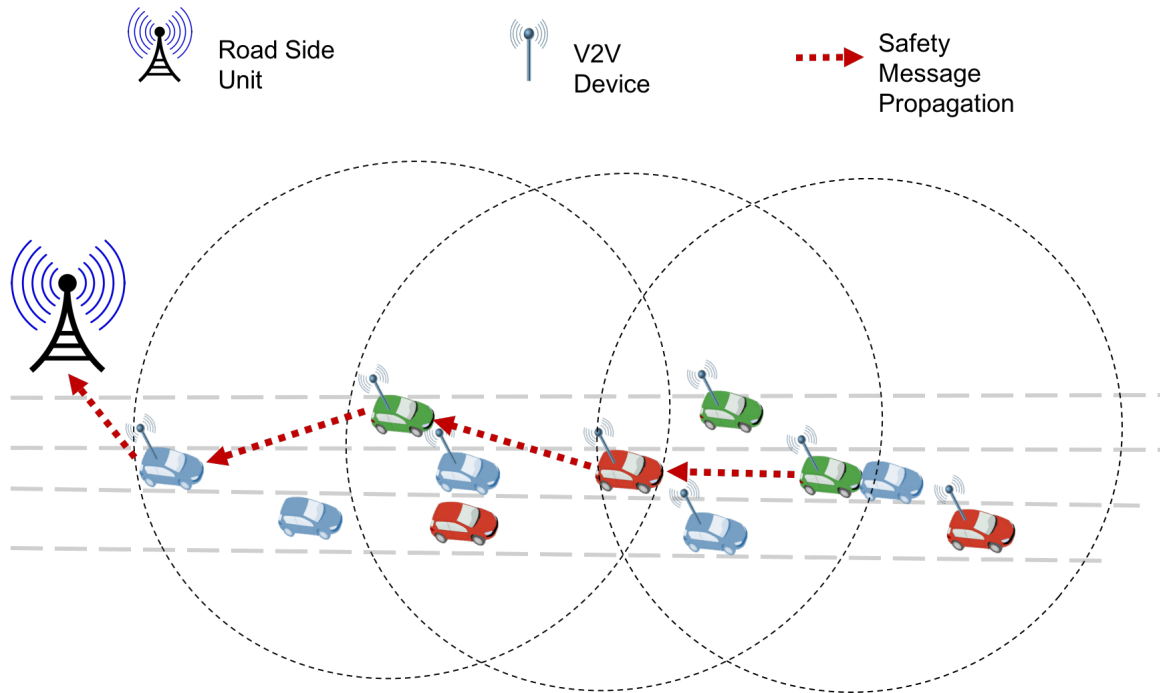 Road Side
Unit
V2V
Device
Safety
Message
Propagation